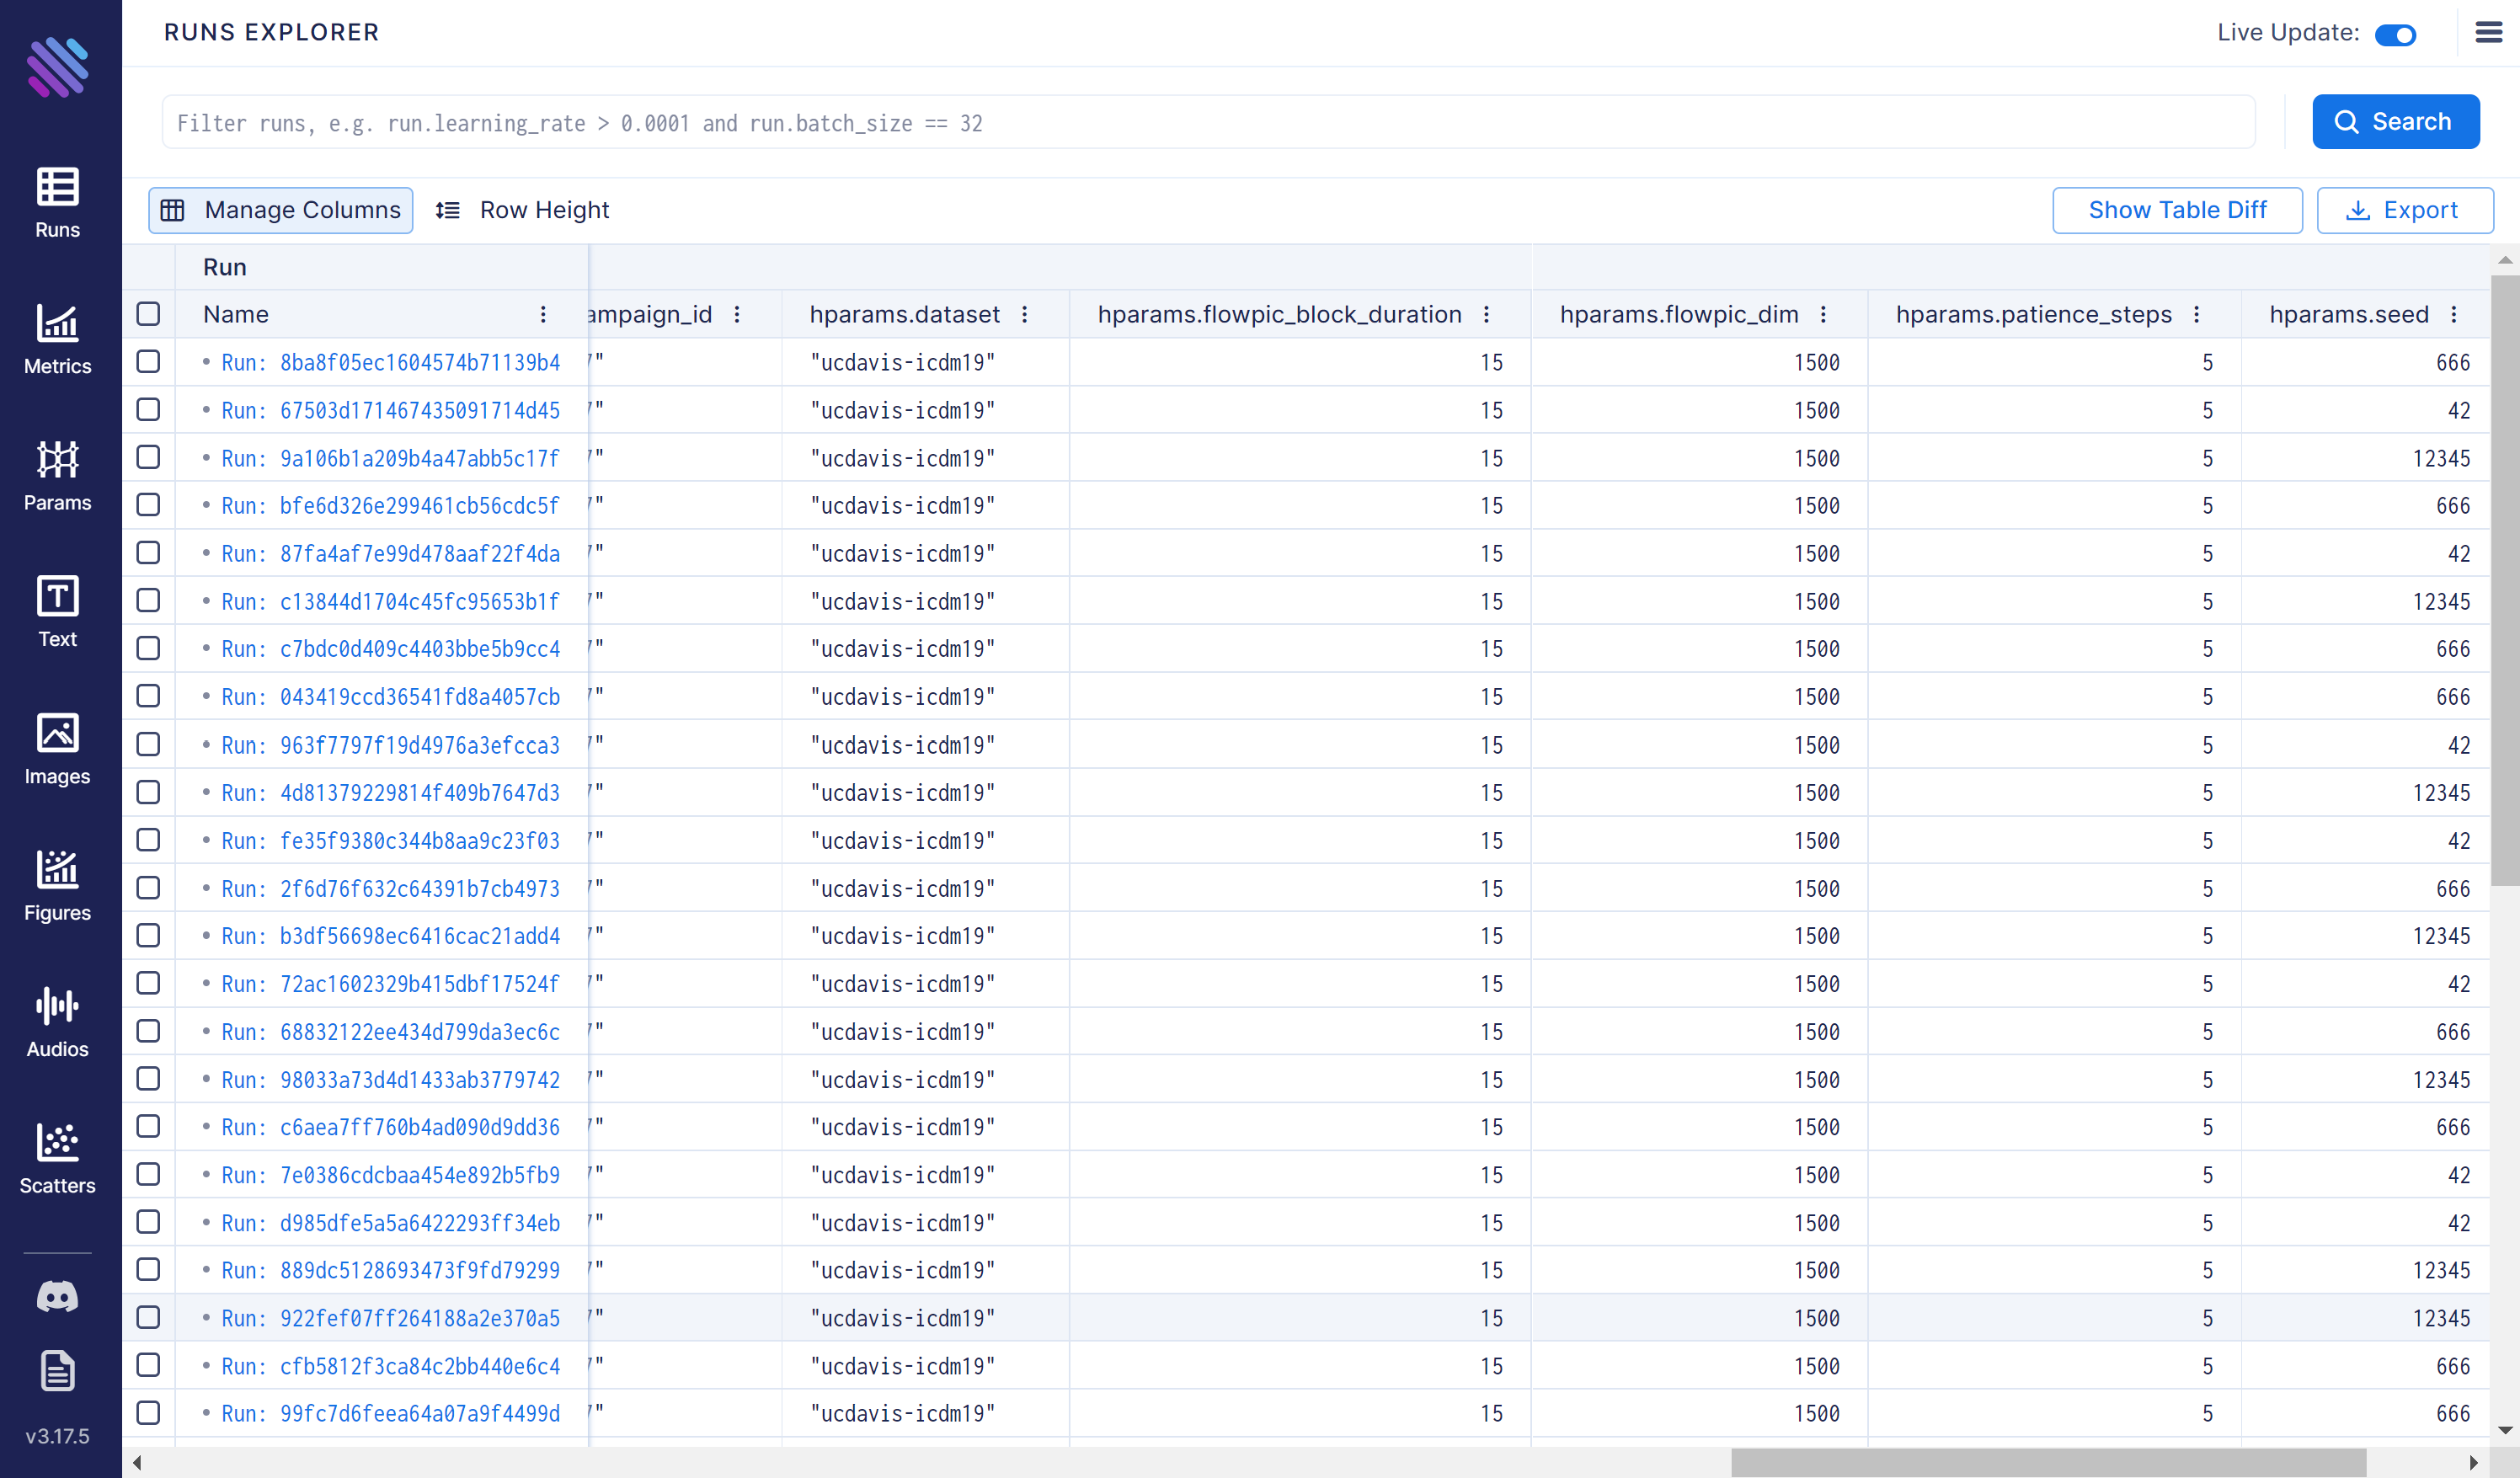 RUNS EXPLORER
Live Update:
Filter runs, e.g. run.learning_rate > 0.0001 and run.batch_size == 32
Search
Manage Columns
Row Height
Show Table Diff
Export
Runs
Metrics
Params
Text
Images
Figures
Audios
Scatters
v3.17.5
Run
Name ampaign_id hparams.dataset hparams.flowpic_block_duration hparams.flowpic_dim hparams.patience_steps hparams.seed
Run: 8ba8f05ec1604574b71139b4 " "ucdavis-icdm19" 15 1500 5 666
Run: 67503d171467435091714d45 " "ucdavis-icdm19" 15 1500 5 42
Run: 9a106b1a209b4a47abb5c17f " "ucdavis-icdm19" 15 1500 5 12345
Run: bfe6d326e299461cb56cdc5f " "ucdavis-icdm19" 15 1500 5 666
Run: 87fa4af7e99d478aaf22f4da " "ucdavis-icdm19" 15 1500 5 42
Run: c13844d1704c45fc95653b1f " "ucdavis-icdm19" 15 1500 5 12345
Run: c7bdc0d409c4403bbe5b9cc4 " "ucdavis-icdm19" 15 1500 5 666
Run: 043419ccd36541fd8a4057cb " "ucdavis-icdm19" 15 1500 5 666
Run: 963f7797f19d4976a3efcca3 " "ucdavis-icdm19" 15 1500 5 42
Run: 4d81379229814f409b7647d3 " "ucdavis-icdm19" 15 1500 5 12345
Run: fe35f9380c344b8aa9c23f03 " "ucdavis-icdm19" 15 1500 5 42
Run: 2f6d76f632c64391b7cb4973 " "ucdavis-icdm19" 15 1500 5 666
Run: b3df56698ec6416cac21add4 " "ucdavis-icdm19" 15 1500 5 12345
Run: 72ac1602329b415dbf17524f " "ucdavis-icdm19" 15 1500 5 42
Run: 68832122ee434d799da3ec6c " "ucdavis-icdm19" 15 1500 5 666
Run: 98033a73d4d1433ab3779742 " "ucdavis-icdm19" 15 1500 5 12345
Run: c6aea7ff760b4ad090d9dd36 " "ucdavis-icdm19" 15 1500 5 666
Run: 7e0386cdcbaa454e892b5fb9 " "ucdavis-icdm19" 15 1500 5 42
Run: d985dfe5a5a6422293ff34eb " "ucdavis-icdm19" 15 1500 5 42
Run: 889dc5128693473f9fd79299 " "ucdavis-icdm19" 15 1500 5 12345
Run: 922fef07ff264188a2e370a5 " "ucdavis-icdm19" 15 1500 5 12345
Run: cfb5812f3ca84c2bb440e6c4 " "ucdavis-icdm19" 15 1500 5 666
Run: 99fc7d6feea64a07a9f4499d " "ucdavis-icdm19" 15 1500 5 666